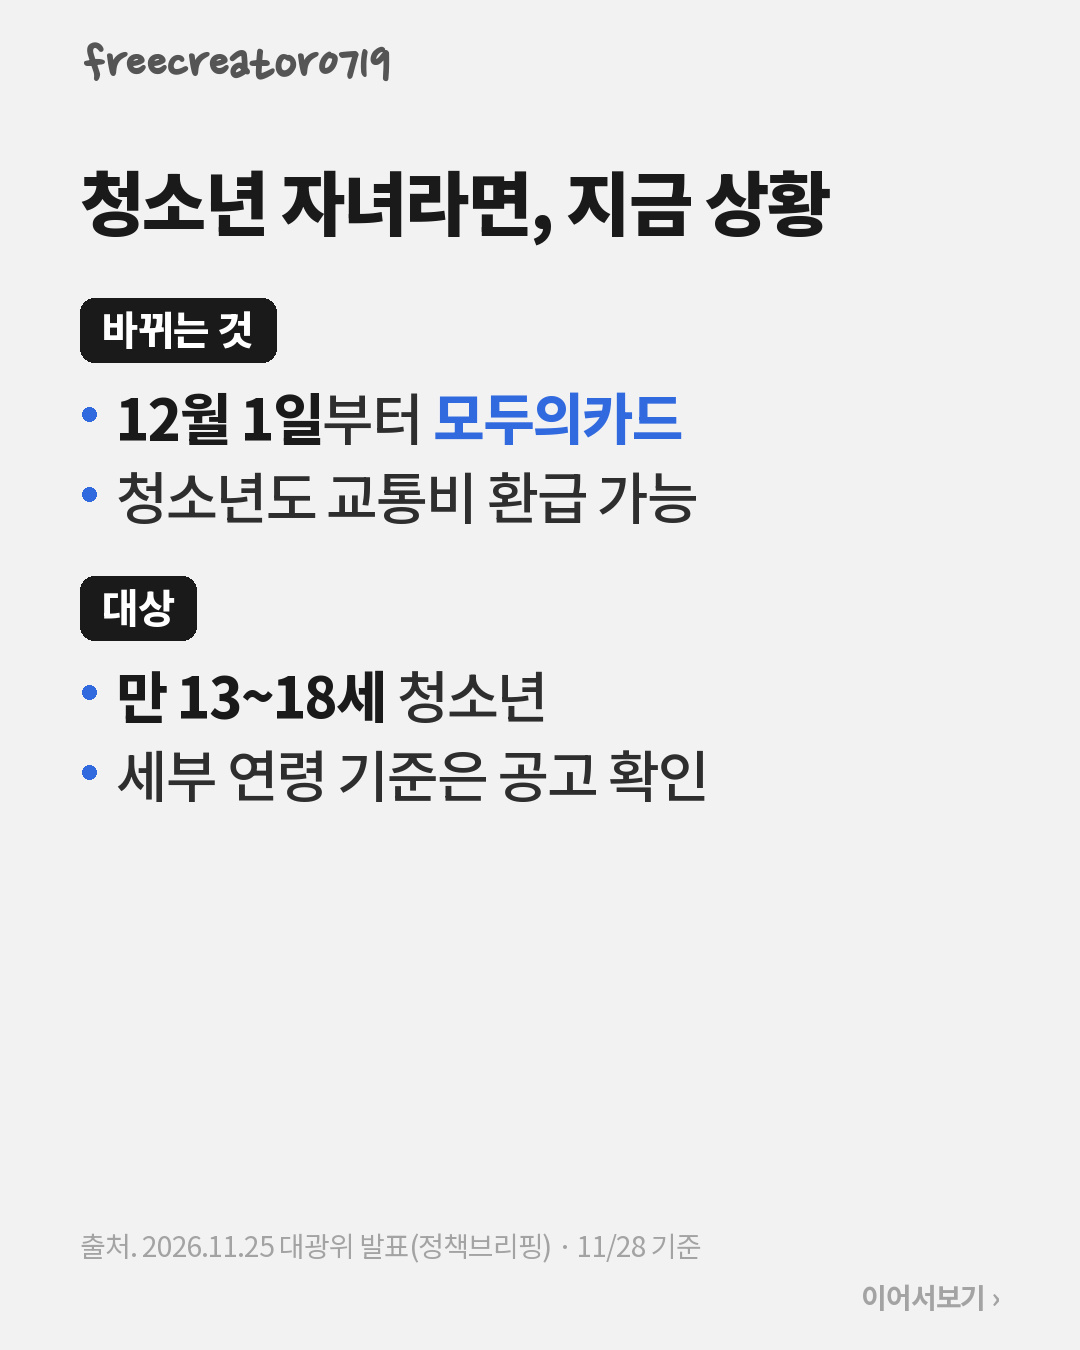 freecreator0719
청소년 자녀라면, 지금 상황
바뀌는 것
• 12월 1일부터 모두의카드
• 청소년도 교통비 환급 가능
대상
• 만 13~18세 청소년
• 세부 연령 기준은 공고 확인
출처. 2026.11.25 대광위 발표(정책브리핑) · 11/28 기준
이어서보기 ›